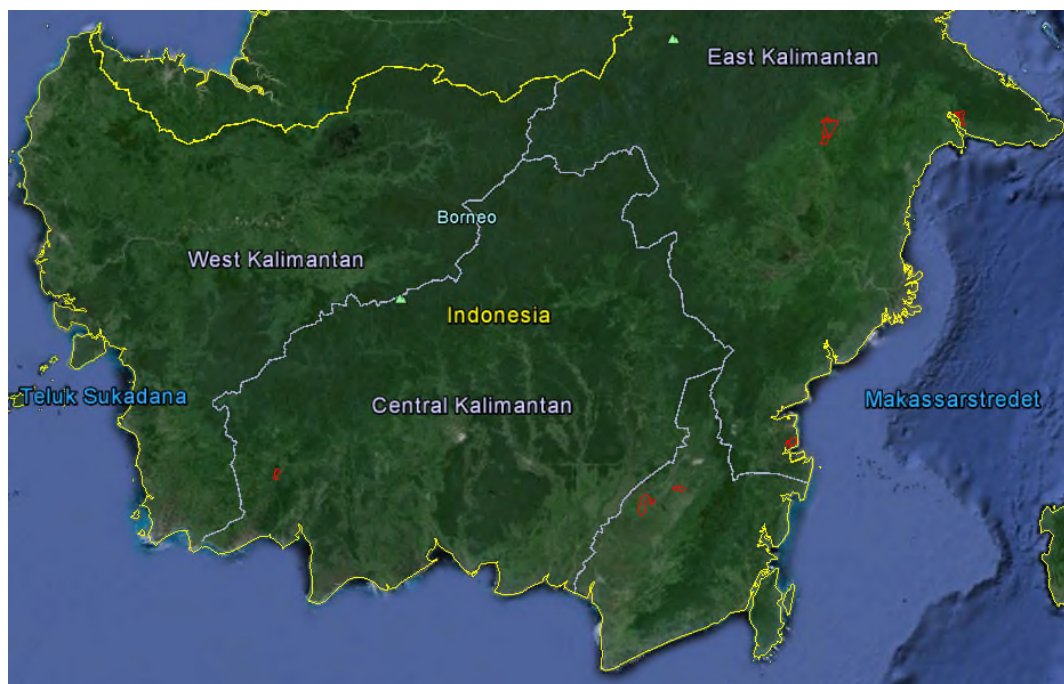 East Kalimantan
Borneo
West Kalimantan
Indonesia
Teluk Sukadana
Central Kalimantan
Makassarstredet